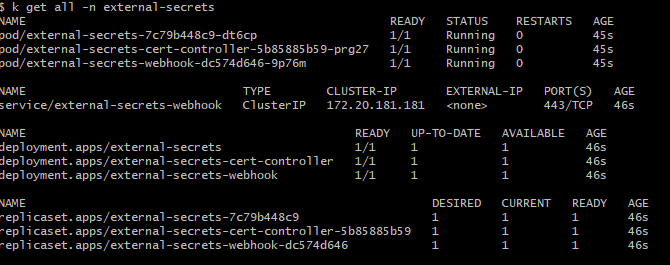 $ k get all -n external-secrets
NAME READY STATUS RESTARTS AGE
pod/external-secrets-7c79b448c9-dt6cp 1/1 Running 0 45s
pod/external-secrets-cert-controller-5b85885b59-prg27 1/1 Running 0 45s
pod/external-secrets-webhook-dc574d646-9p76m 1/1 Running 0 45s
NAME TYPE CLUSTER-IP EXTERNAL-IP PORT(S) AGE
service/external-secrets-webhook ClusterIP 172.20.181.181 <none> 443/TCP 46s
NAME READY UP-TO-DATE AVAILABLE AGE
deployment.apps/external-secrets 1/1 1 1 46s
deployment.apps/external-secrets-cert-controller 1/1 1 1 46s
deployment.apps/external-secrets-webhook 1/1 1 1 46s
NAME DESIRED CURRENT READY AGE
replicaset.apps/external-secrets-7c79b448c9 1 1 1 46s
replicaset.apps/external-secrets-cert-controller-5b85885b59 1 1 1 46s
replicaset.apps/external-secrets-webhook-dc574d646 1 1 1 46s